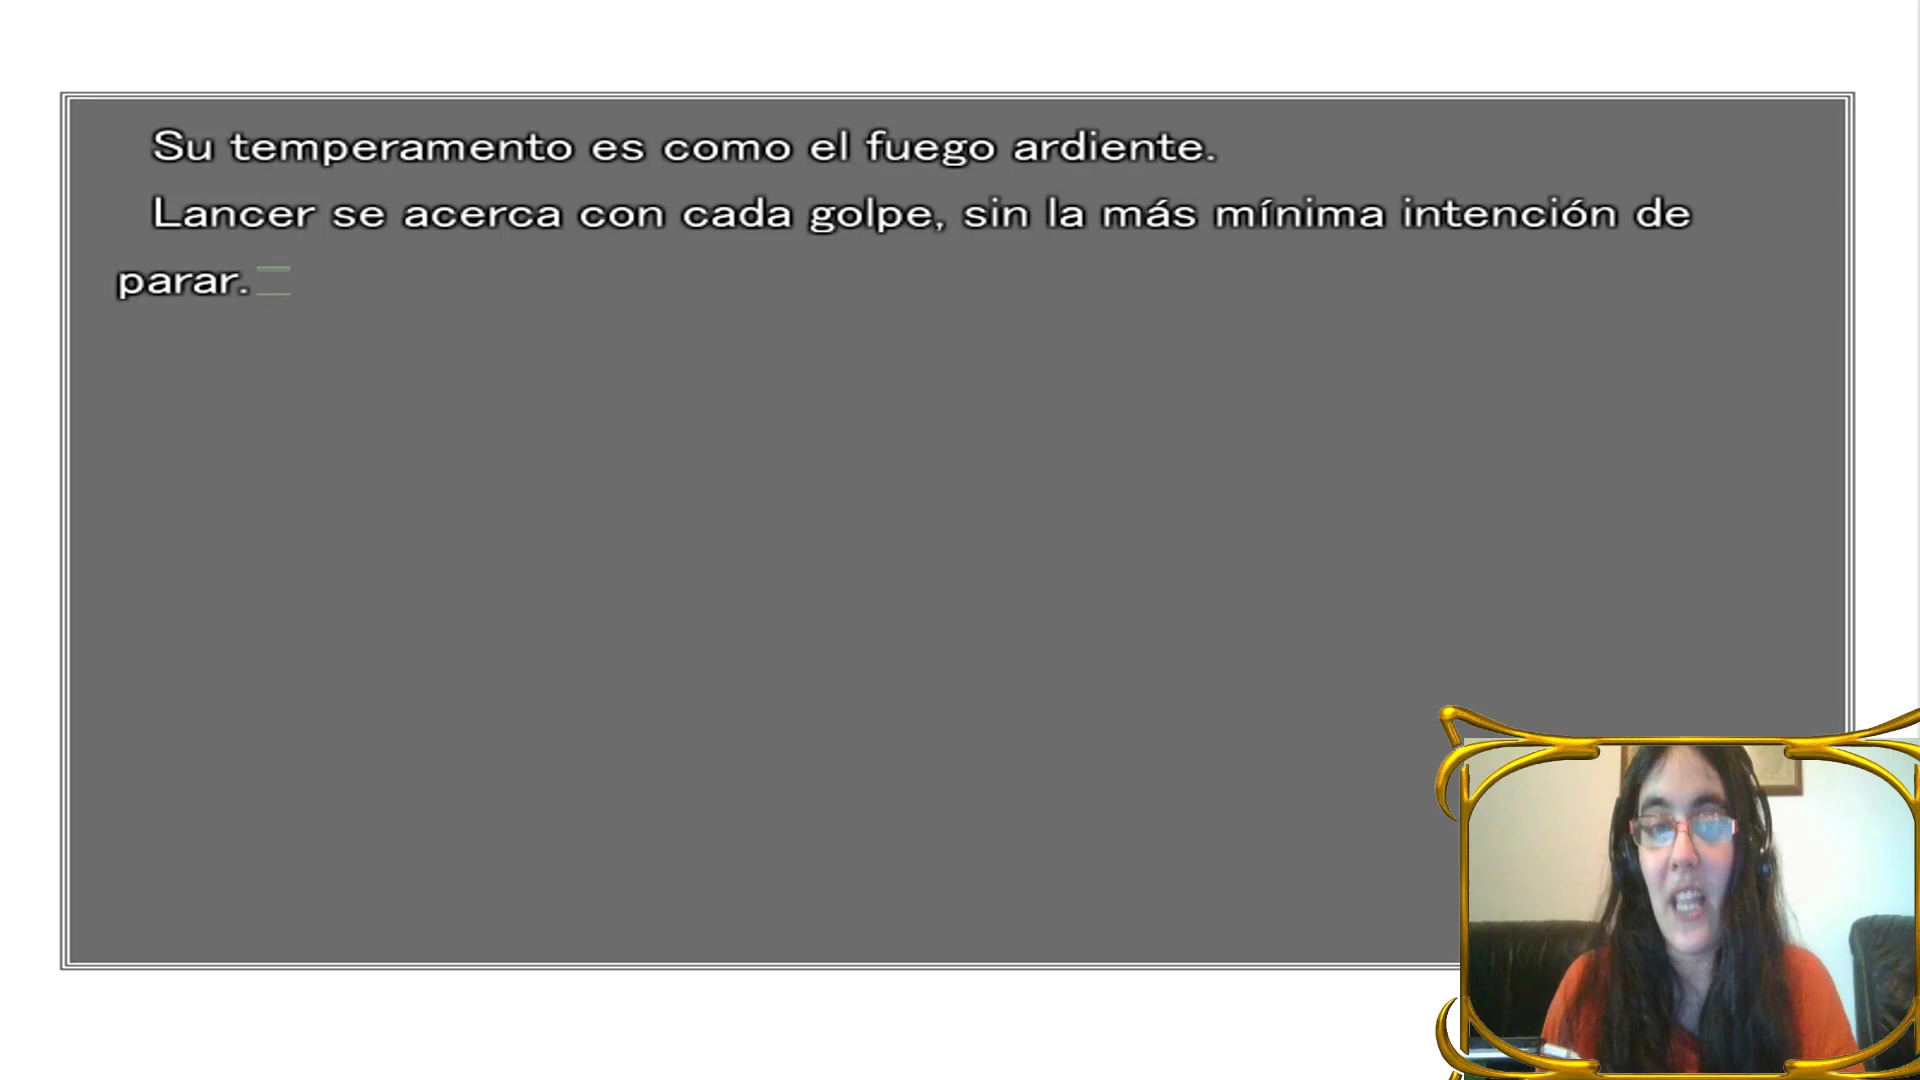 Su temperamento es como el fuego ardiente.
Lancer se acerca con cada golpe, sin la más mínima intención de
parar.